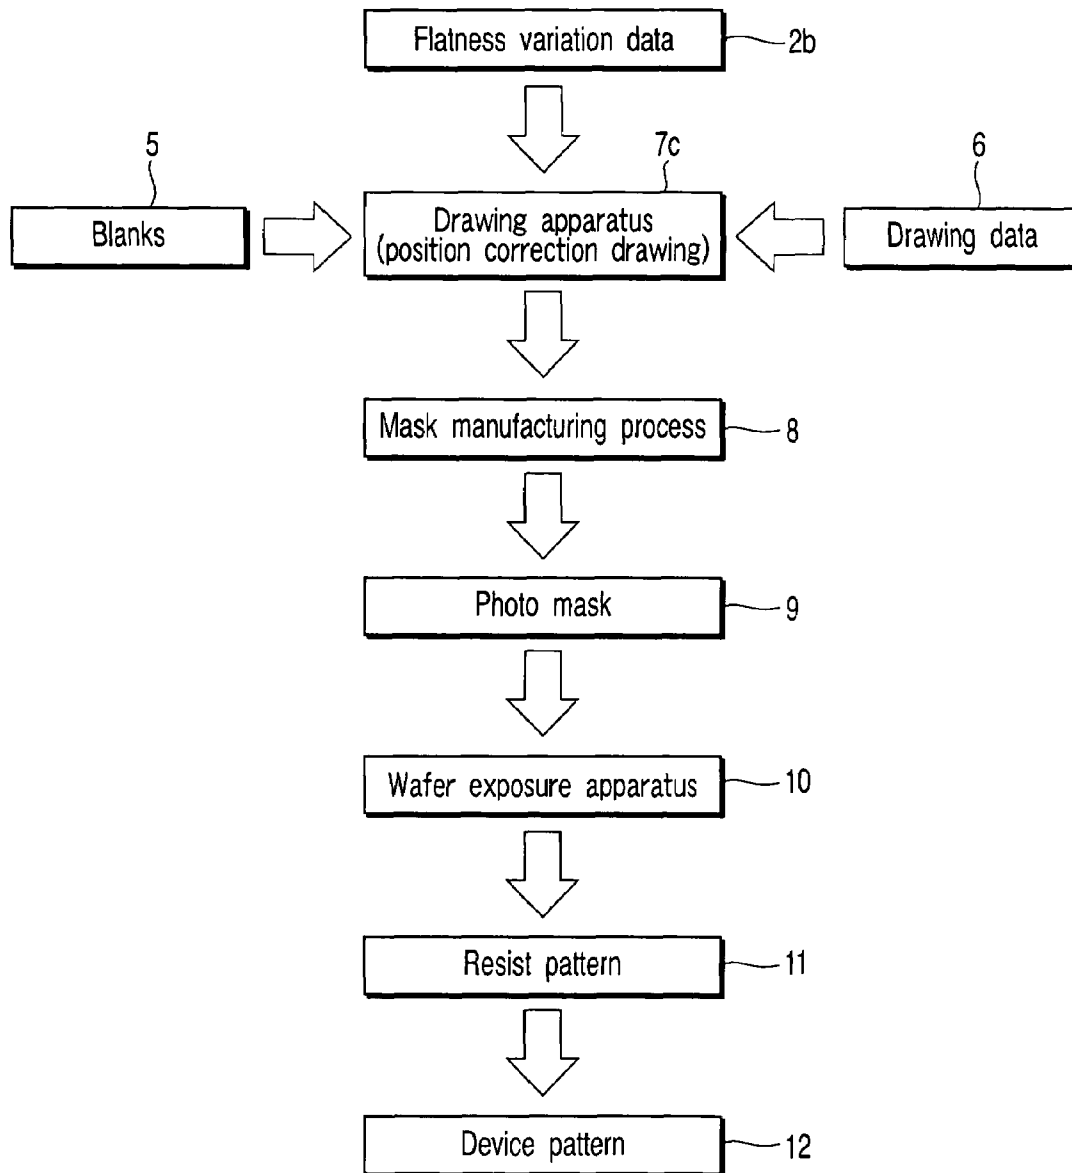 Flatness variation data
2b
5
7c
6
Blanks
Drawing apparatus
(position correction drawing)
Drawing data
Mask manufacturing process
8
Photo mask
9
Wafer exposure apparatus
10
Resist pattern
11
Device pattern
12